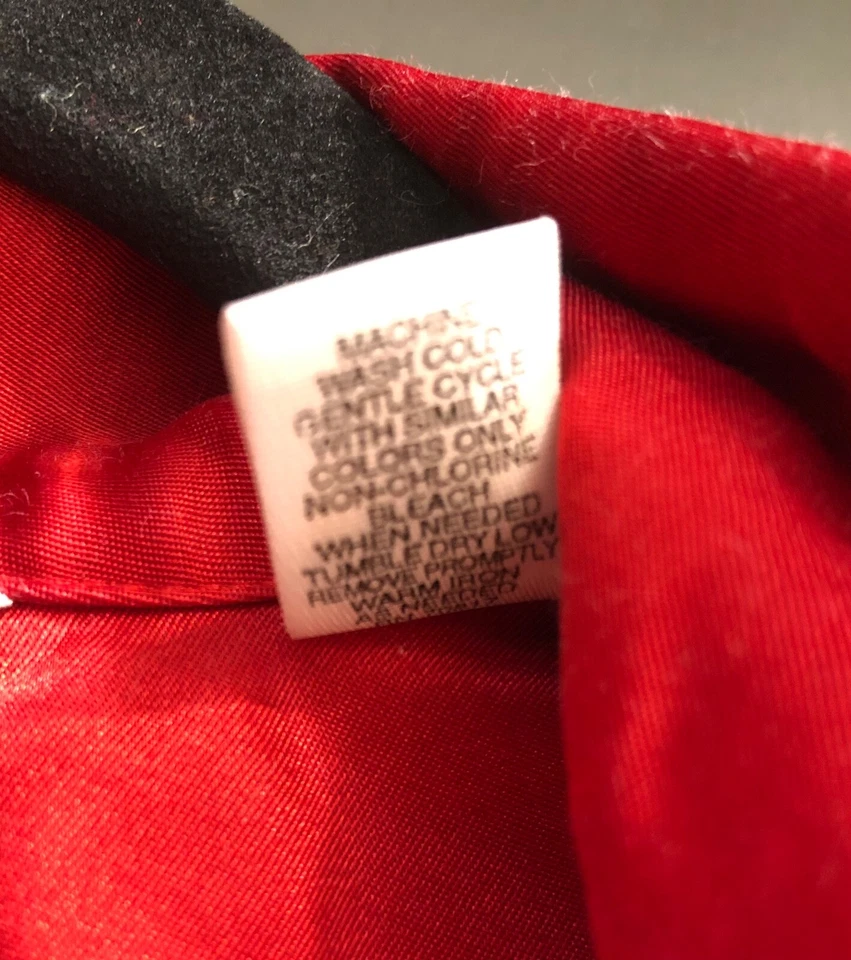 MACHINE
WASH COLD
GENTLE CYCLE
WITH SIMILAR
COLORS ONLY
NON-CHLORINE
BLEACH
WHEN NEEDED
TUMBLE DRY LOW
REMOVE PROMPTLY
WARM IRON
AS NEEDED